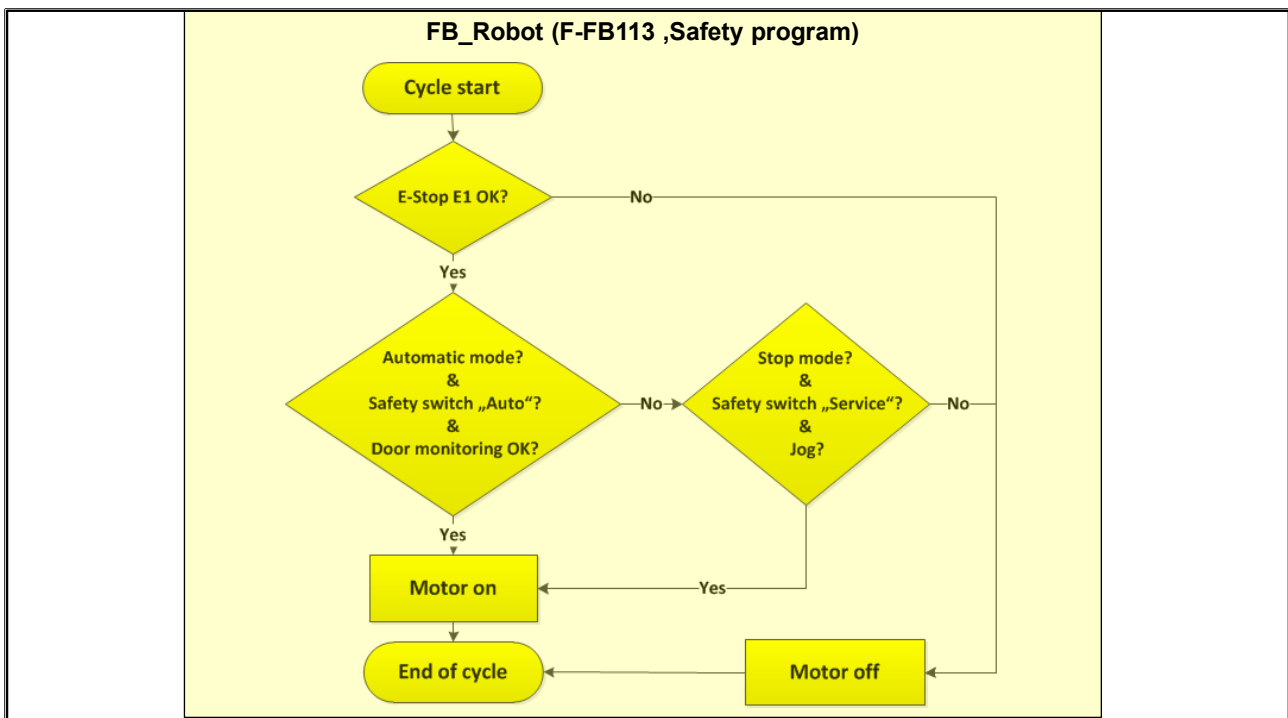 FB_Robot (F-FB113 ,Safety program)
Cycle start
E-Stop E1 OK?
No
Yes
Automatic mode?
&
Safety switch „Auto“?
&
Door monitoring OK?
No
Stop mode?
&
Safety switch „Service“?
&
Jog?
No
Yes
Motor on
Yes
End of cycle
Motor off